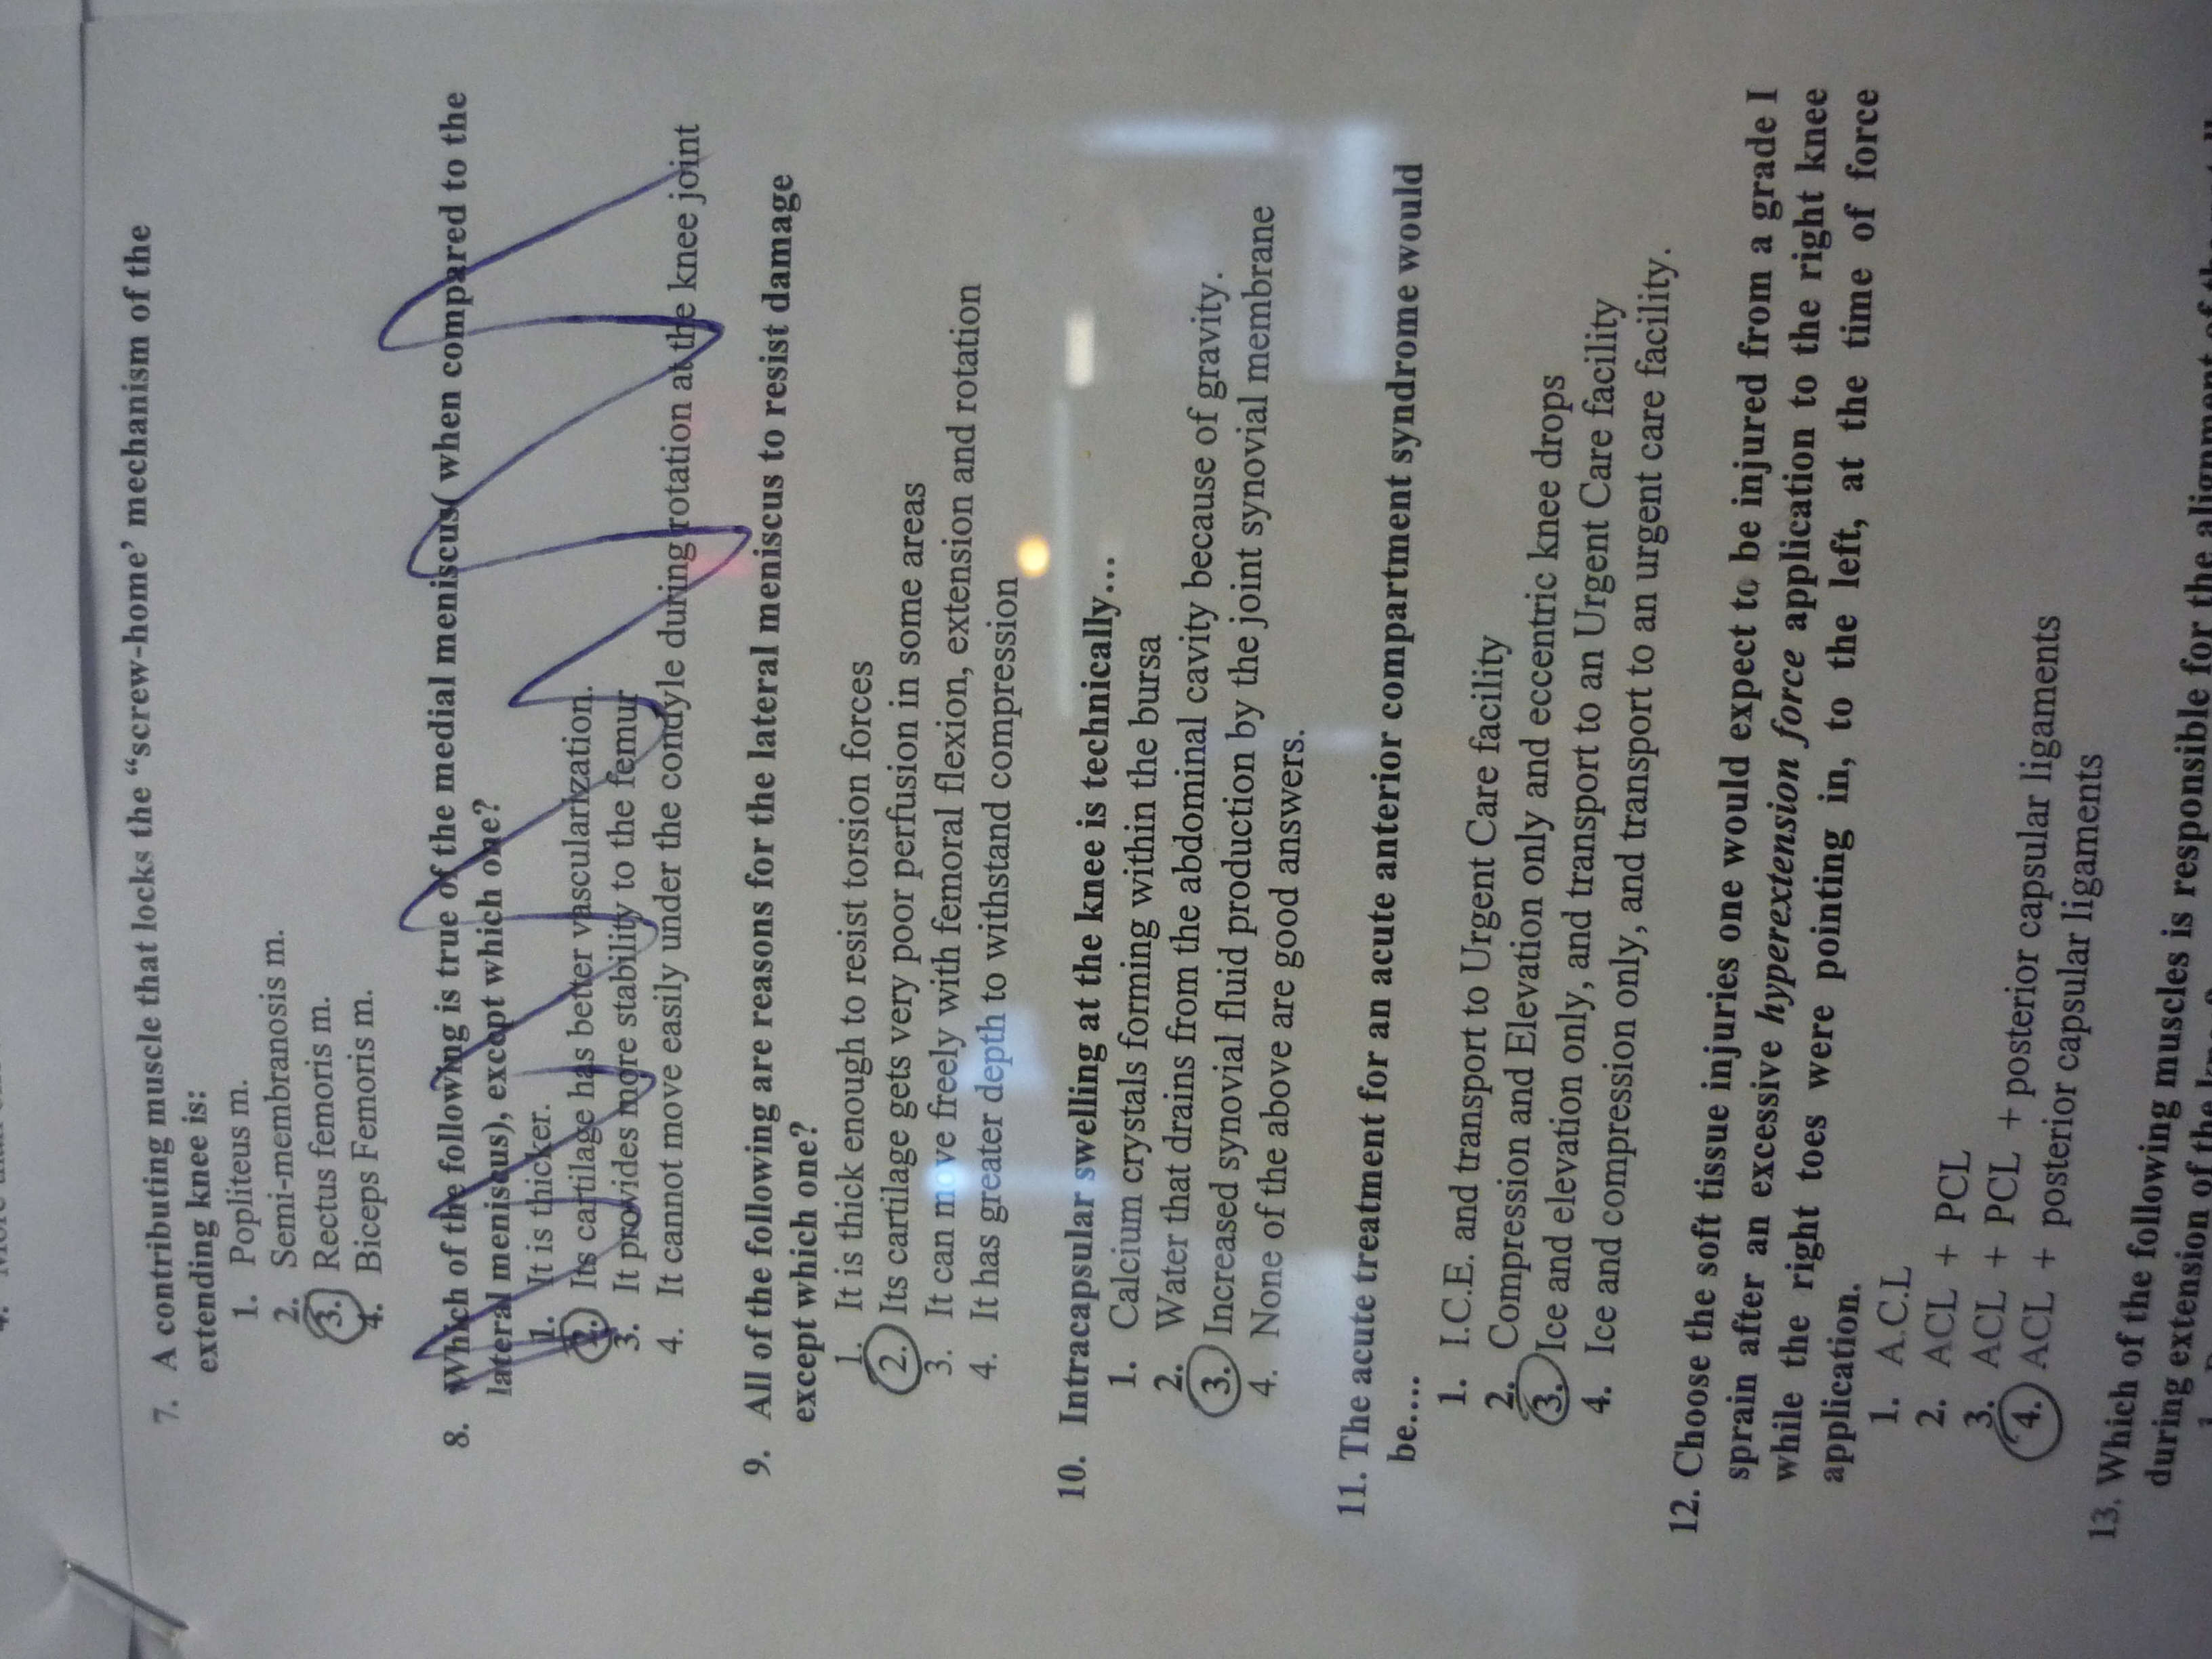 7. A contributing muscle that locks the “screw-home’ mechanism of the
extending knee is:
1. Popliteus m.
2. Semi-membranosis m.
3. Rectus femoris m.
4. Biceps Femoris m.
8. Which of the following is true of the medial meniscus( when compared to the
lateral meniscus), except which one?
1. It is thicker.
2. Its cartilage has better vascularization.
3. It provides more stability to the femur
4. It cannot move easily under the condyle during rotation at the knee joint
9. All of the following are reasons for the lateral meniscus to resist damage
except which one?
1. It is thick enough to resist torsion forces
2. Its cartilage gets very poor perfusion in some areas
3. It can move freely with femoral flexion, extension and rotation
4. It has greater depth to withstand compression
10. Intracapsular swelling at the knee is technically…
1. Calcium crystals forming within the bursa
2. Water that drains from the abdominal cavity because of gravity.
3. Increased synovial fluid production by the joint synovial membrane
4. None of the above are good answers.
11. The acute treatment for an acute anterior compartment syndrome would
be….
1. I.C.E. and transport to Urgent Care facility
2. Compression and Elevation only and eccentric knee drops
3. Ice and elevation only, and transport to an Urgent Care facility
4. Ice and compression only, and transport to an urgent care facility.
12. Choose the soft tissue injuries one would expect to be injured from a grade I
sprain after an excessive hyperextension force application to the right knee
while the right toes were pointing in, to the left, at the time of force
application.
1. A.C.L
2. ACL + PCL
3. ACL + PCL + posterior capsular ligaments
4. ACL + posterior capsular ligaments
13. Which of the following muscles is responsible for the alignment of
during extension of the